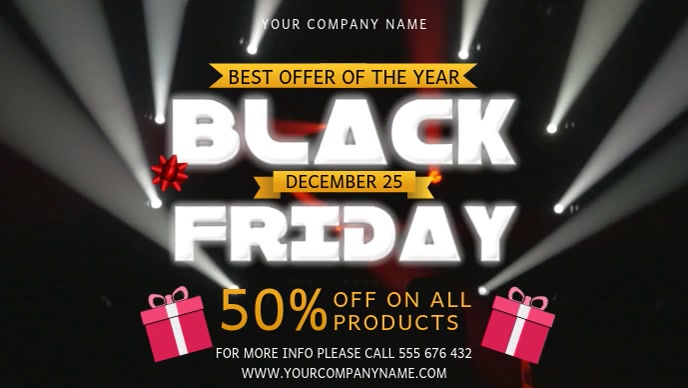 YOUR COMPANY NAME
BEST OFFER OF THE YEAR
BLACK
DECEMBER 25
FRIDAY
50% OFF ON ALL
PRODUCTS
FOR MORE INFO PLEASE CALL 555 676 432
WWW.YOURCOMPANYNAME.COM